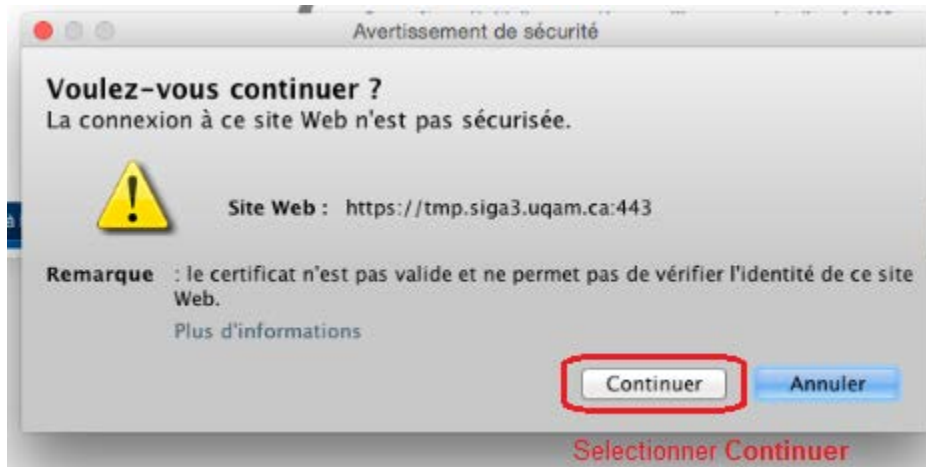 Avertissement de sécurité
Voulez-vous continuer ?
La connexion à ce site Web n'est pas sécurisée.
Site Web : https://tmp.siga3.uqam.ca:443
Remarque : le certificat n'est pas valide et ne permet pas de vérifier l'identité de ce site
Web.
Plus d'informations
Continuer Annuler
Selectionner Continuer